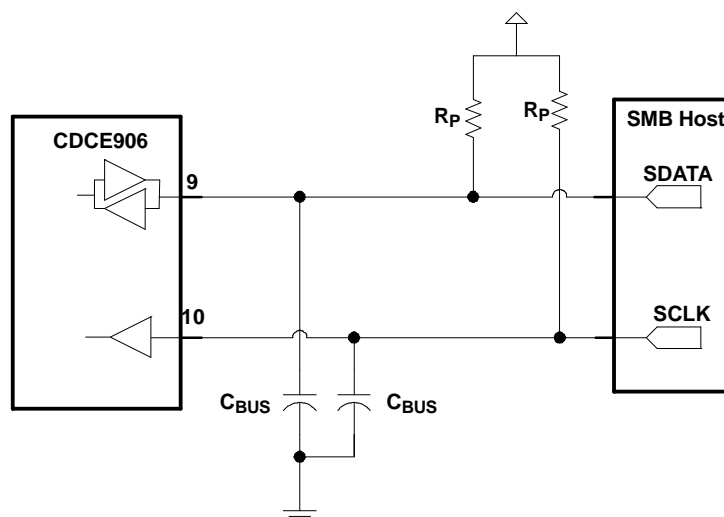 R_P
R_P
CDCE906
SMB Host
9
SDATA
10
SCLK
C_BUS
C_BUS